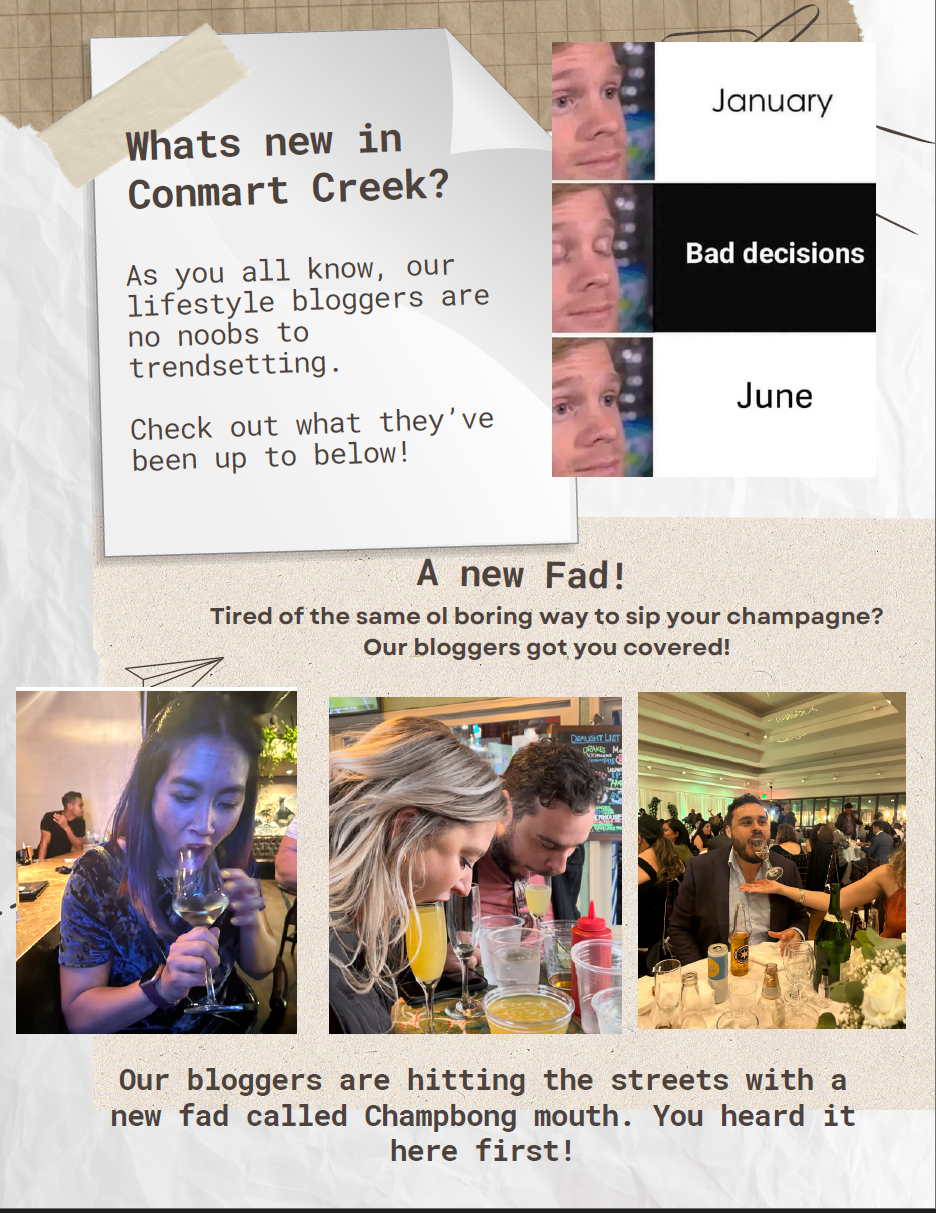 Whats new in
Conmart Creek?
As you all know, our
lifestyle bloggers are
no noobs to
trendsetting.
Check out what they’ve
been up to below!
January
Bad decisions
June
A new Fad!
Tired of the same ol boring way to sip your champagne?
Our bloggers got you covered!
DRAUGHT LIST
DRAKES
Our bloggers are hitting the streets with a
new fad called Champbong mouth. You heard it
here first!